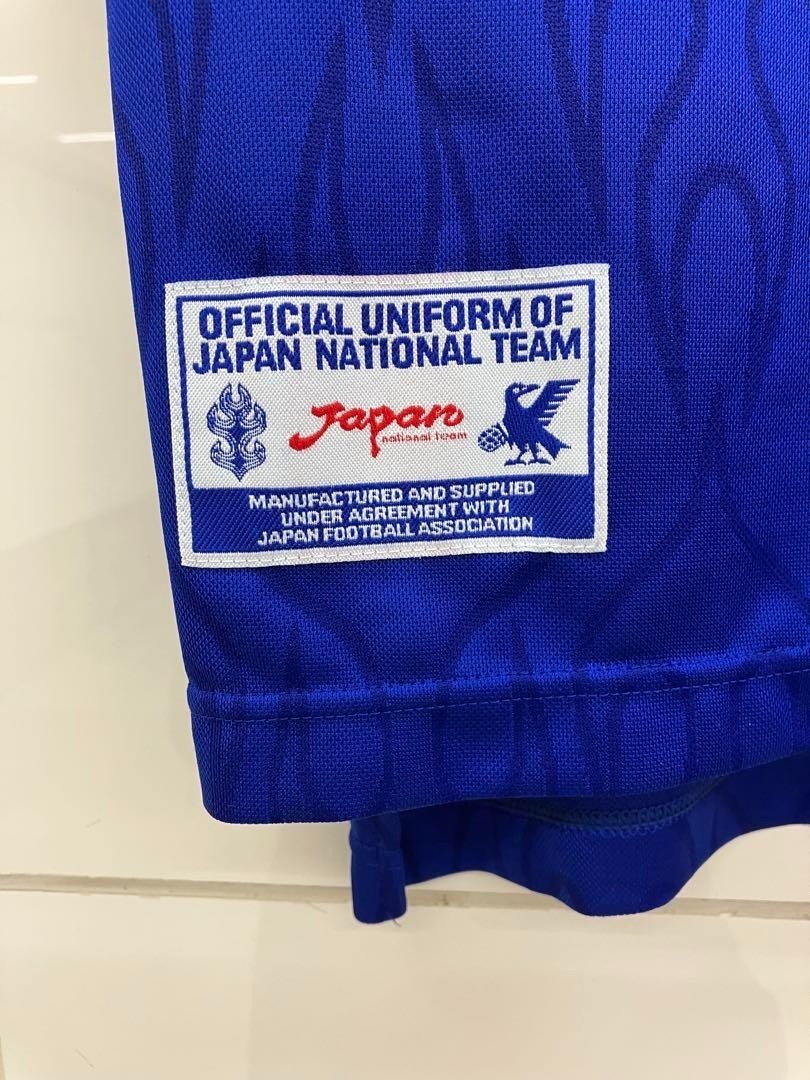 OFFICIAL UNIFORM OF
JAPAN NATIONAL TEAM
Japan
national team
MANUFACTURED AND SUPPLIED
UNDER AGREEMENT WITH
JAPAN FOOTBALL ASSOCIATION